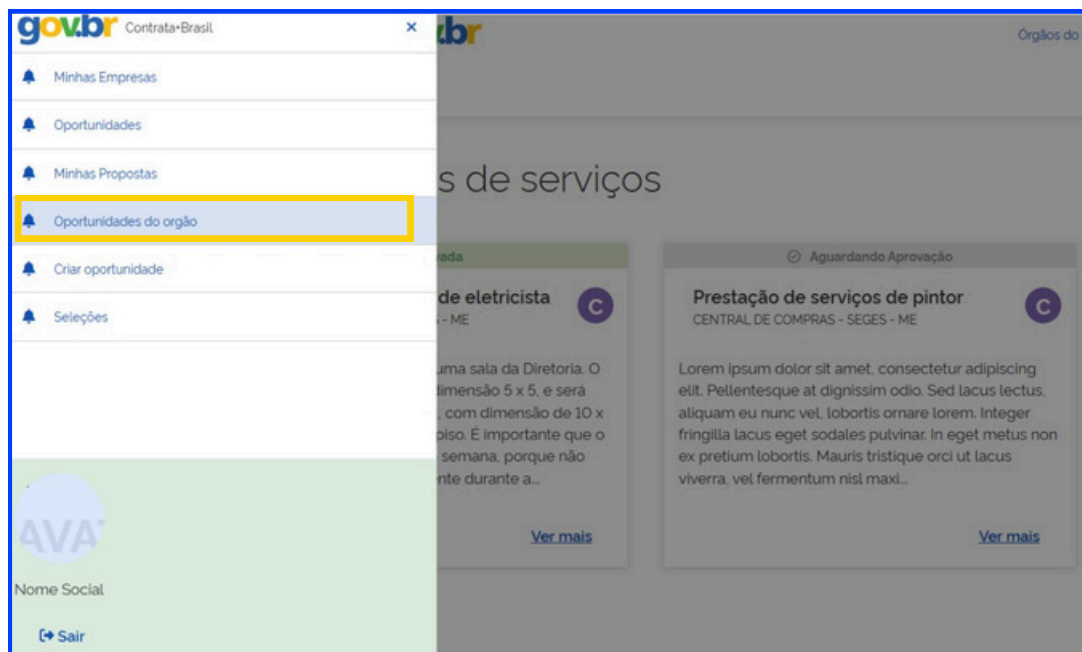 gov.br Contrata+Brasil ×
Minhas Empresas
Oportunidades
Minhas Propostas
Oportunidades do orgão
Criar oportunidade
Seleções
AVA
Nome Social
Sair
.br
Órgãos do
s de serviços
vada
de eletricista
- ME
uma sala da Diretoria. O
dimensão 5 x 5, e será
, com dimensão de 10 x
piso. É importante que o
semana, porque não
nte durante a...
Ver mais
Aguardando Aprovação
Prestação de serviços de pintor
C
C
CENTRAL DE COMPRAS - SEGES - ME
Lorem ipsum dolor sit amet, consectetur adipiscing
elit. Pellentesque at dignissim odio. Sed lacus lectus,
aliquam eu nunc vel, lobortis ornare lorem. Integer
fringilla lacus eget sodales pulvinar. In eget metus non
ex pretium lobortis. Mauris tristique orci ut lacus
viverra, vel fermentum nisl maxi...
Ver mais